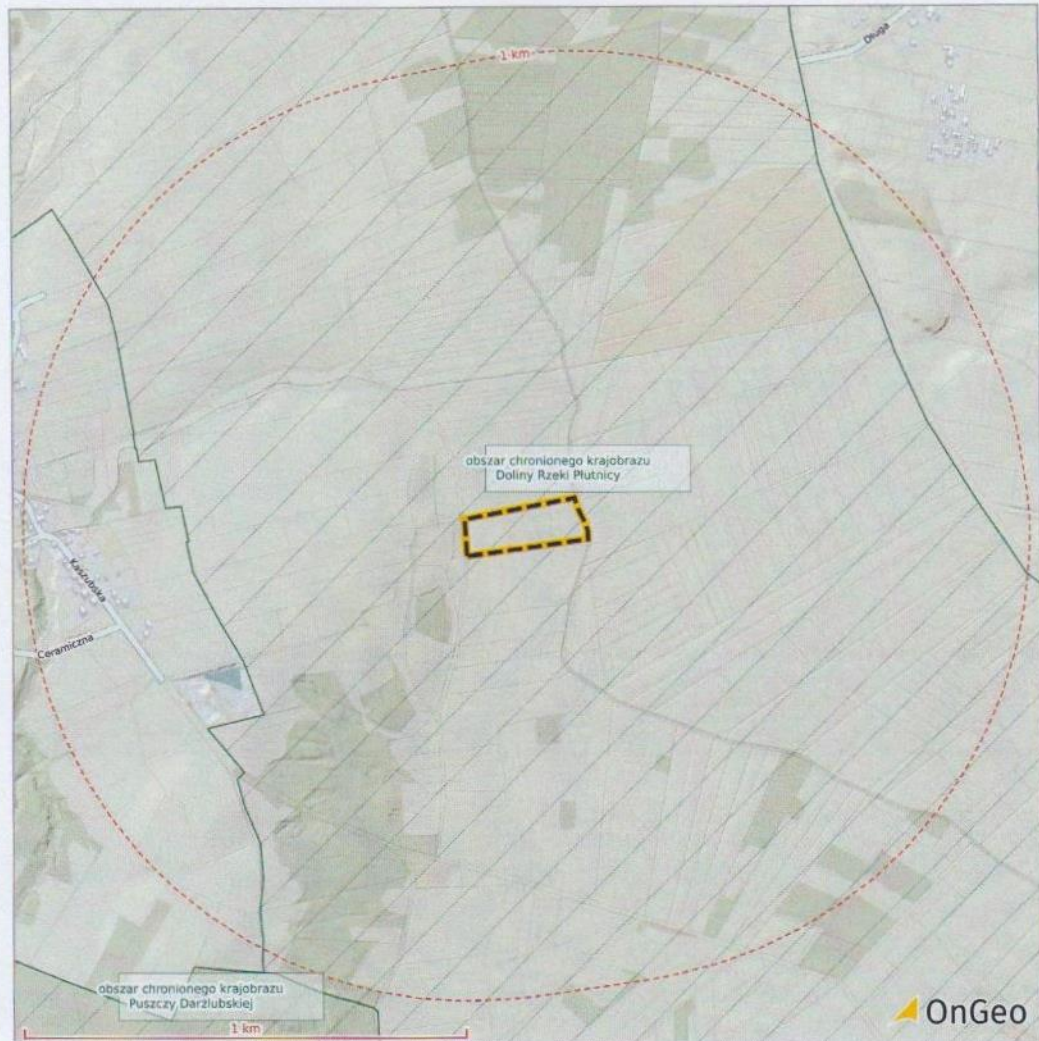 1 km
Długa
obszar chronionego krajobrazu
Doliny Rzeki Płutnicy
Kaszubska
Ceramiczna
obszar chronionego krajobrazu
Puszczy Darżlubskiej
1 km
OnGeo